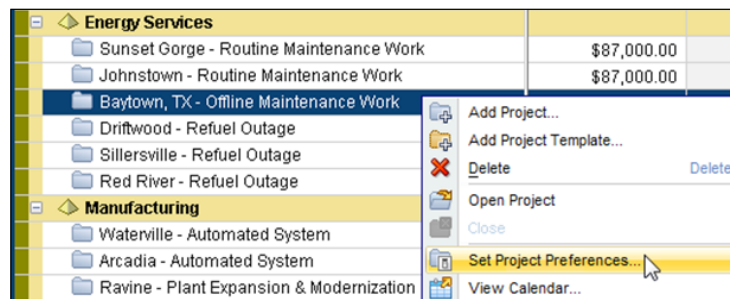 Energy Services
Sunset Gorge - Routine Maintenance Work $87,000.00
Johnstown - Routine Maintenance Work $87,000.00
Baytown, TX - Offline Maintenance Work
Driftwood - Refuel Outage
Sillersville - Refuel Outage
Red River - Refuel Outage
Manufacturing
Waterville - Automated System
Arcadia - Automated System
Ravine - Plant Expansion & Modernization
Add Project...
Add Project Template...
Delete Delete
Open Project
Close
Set Project Preferences...
View Calendar...